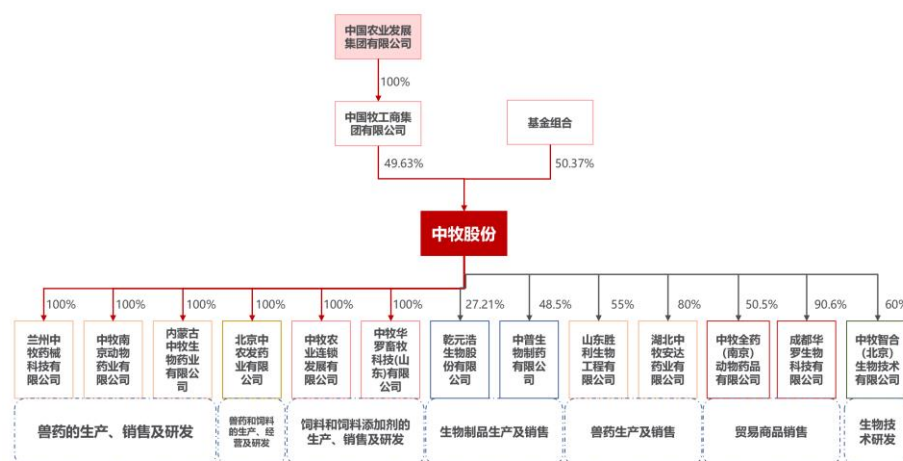 中国农业发展
集团有限公司
100%
中国牧工商集
团有限公司
基金组合
49.63%
50.37%
中牧股份
100%
100%
100%
100%
100%
100%
27.21%
48.5%
55%
80%
50.5%
90.6%
60%
兰州中
牧药械
科技有
限公司
中牧南
京动物
药业有
限公司
内蒙古
中牧生
物药业
有限公
司
北京中
农发药
业有限
公司
中牧农
业连锁
发展有
限公司
中牧华
罗畜牧
科技(山
东)有限
公司
乾元浩
生物股
份有限
公司
中普生
物制药
有限公
司
山东胜
利生物
工程有
限公司
湖北中
牧安达
药业有
限公司
中牧全药
(南京)
动物药品
有限公司
成都华
罗生物
科技有
限公司
中牧智合
(北京)
生物技术
有限公司
兽药的生产、销售及研发
兽药和饲料
的生产、经
营及研发
饲料和饲料添加剂的
生产、销售及研发
生物制品生产及销售
兽药生产及销售
贸易商品销售
生物技
术研发